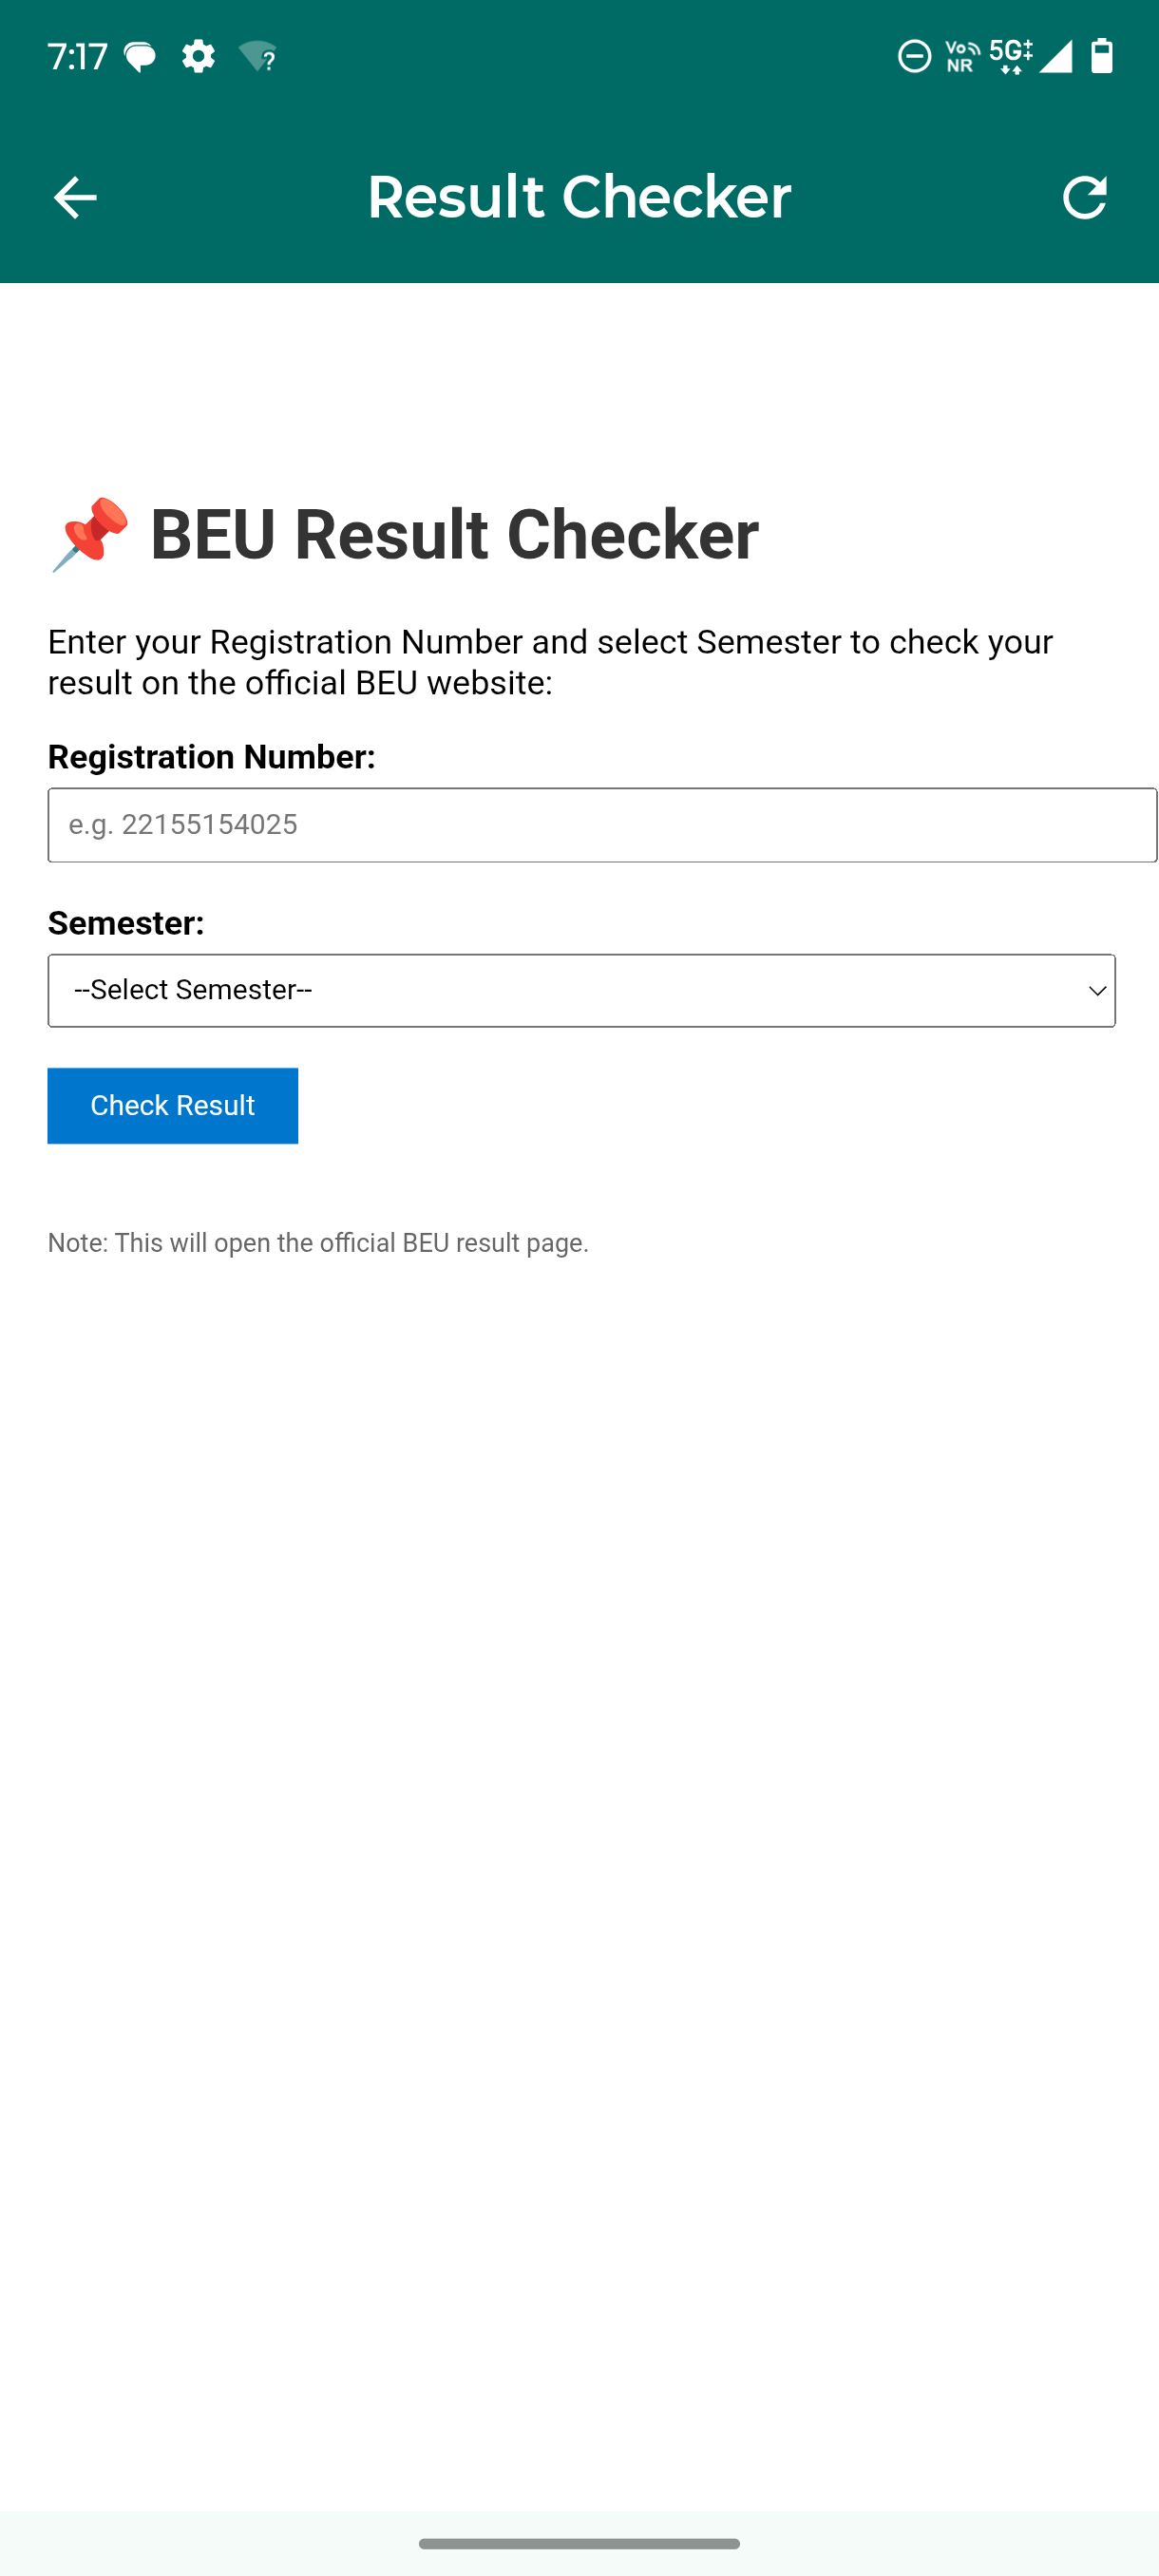 7:17
Vo NR 5G
Result Checker
📌 BEU Result Checker
Enter your Registration Number and select Semester to check your
result on the official BEU website:
Registration Number:
e.g. 22155154025
Semester:
--Select Semester--
Check Result
Note: This will open the official BEU result page.